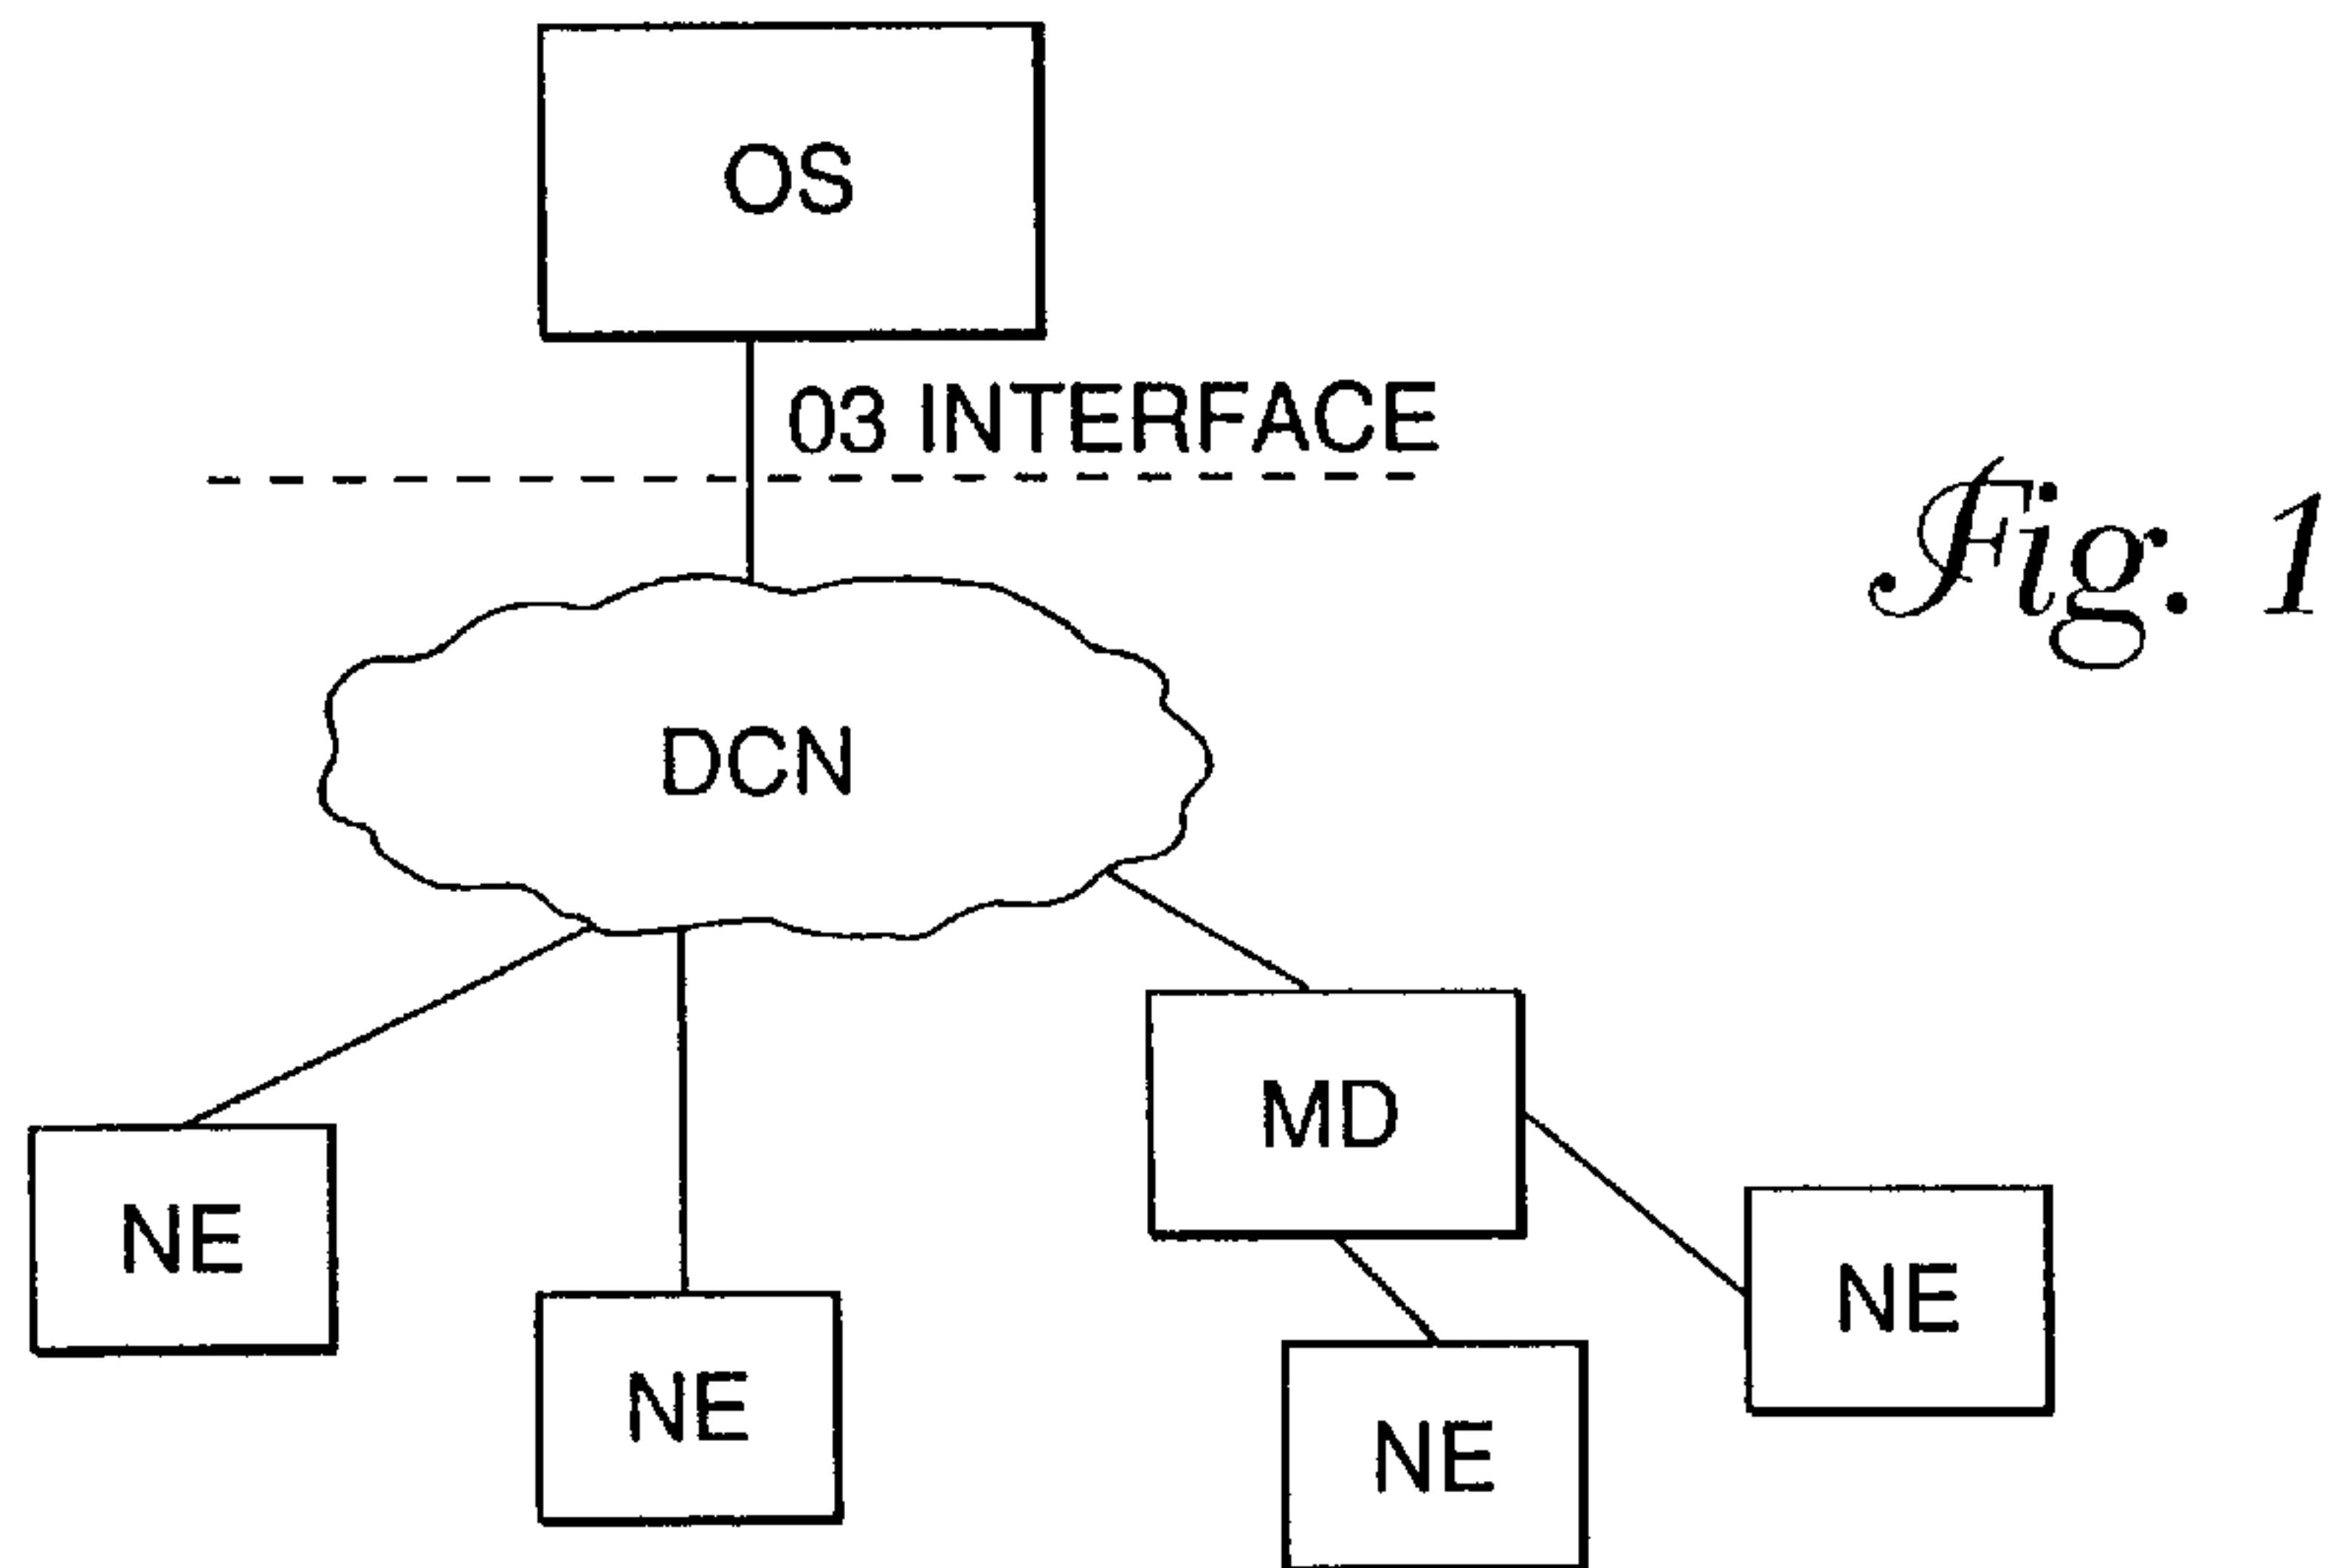 OS
03 INTERFACE
Fig. 1
DCN
MD
NE
NE
NE
NE